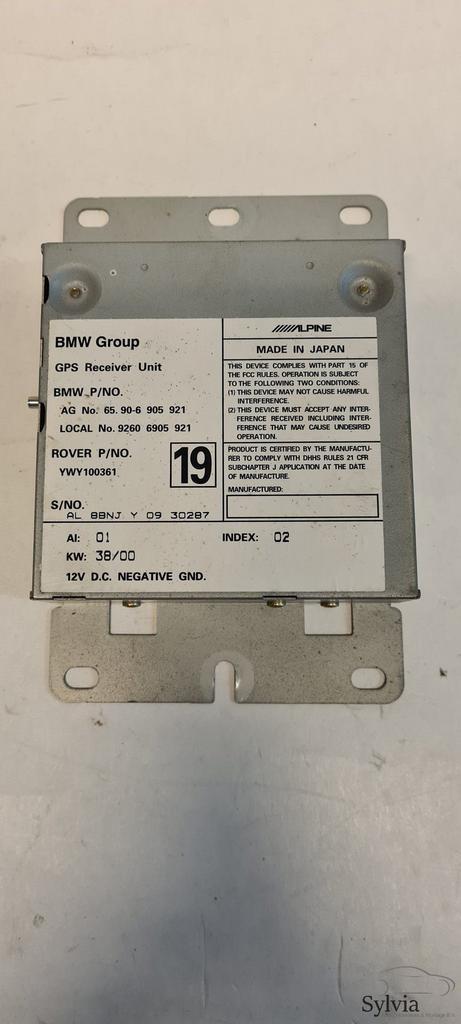 BMW Group
GPS Receiver Unit
BMW P/NO.
AG No. 65. 90-6 905 921
LOCAL No. 9260 6905 921
ROVER P/NO.
YWY100361
19
S/NO.
AL BBNJ Y 09 30287
ALPINE
MADE IN JAPAN
THIS DEVICE COMPLIES WITH PART 15 OF
THE FCC RULES. OPERATION IS SUBJECT
TO THE FOLLOWING TWO CONDITIONS:
(1) THIS DEVICE MAY NOT CAUSE HARMFUL
INTERFERENCE.
(2) THIS DEVICE MUST ACCEPT ANY INTER-
FERENCE RECEIVED INCLUDING INTER-
FERENCE THAT MAY CAUSE UNDESIRED
OPERATION.
PRODUCT IS CERTIFIED BY THE MANUFACTU-
RER TO COMPLY WITH DHHS RULES 21 CFR
SUBCHAPTER J APPLICATION AT THE DATE
OF MANUFACTURE.
MANUFACTURED:
AI: 01
INDEX: 02
KW: 38/00
12V D.C. NEGATIVE GND.
Sylvia